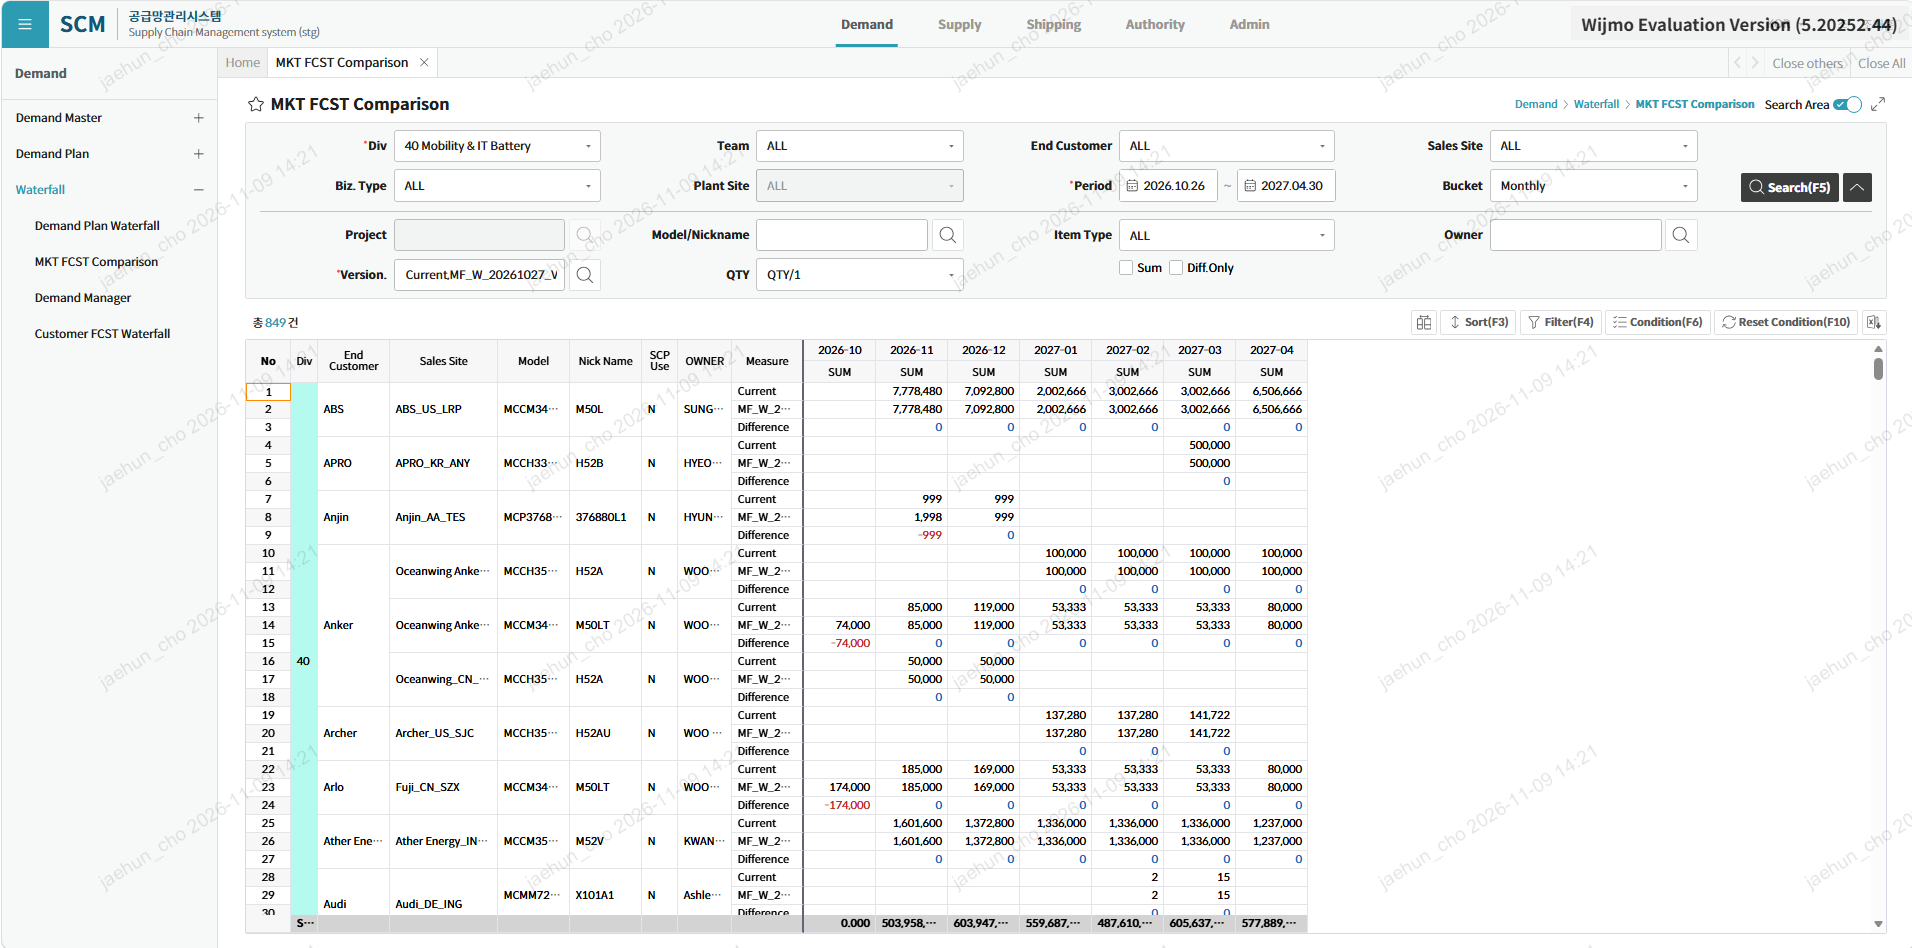 SCM
공급망관리시스템
Supply Chain Management system (stg)
Demand Supply Shipping Authority Admin
Wijmo Evaluation Version (5.20252.44)
Demand
Home MKT FCST Comparison
Close others Close All
Demand Master
Demand Plan
Waterfall
Demand Plan Waterfall
MKT FCST Comparison
Demand Manager
Customer FCST Waterfall
MKT FCST Comparison
Demand > Waterfall > MKT FCST Comparison Search Area
*Div 40 Mobility & IT Battery Team ALL End Customer ALL Sales Site ALL
Biz. Type ALL Plant Site ALL *Period 2026.10.26 ~ 2027.04.30 Bucket Monthly Search(F5)
Project Model/Nickname Item Type ALL Owner
*Version. Current,MF_W_20261027_V QTY QTY/1 Sum Diff.Only
총 849 건
Sort(F3) Filter(F4) Condition(F6) Reset Condition(F10)
No Div End Customer Sales Site Model Nick Name SCP Use OWNER Measure 2026-10 2026-11 2026-12 2027-01 2027-02 2027-03 2027-04
SUM SUM SUM SUM SUM SUM SUM
1 Current 7,778,480 7,092,800 2,002,666 3,002,666 3,002,666 6,506,666
2 ABS ABS_US_LRP MCCM34··· M50L N SUNG··· MF_W_2··· 7,778,480 7,092,800 2,002,666 3,002,666 3,002,666 6,506,666
3 Difference 0 0 0 0 0 0
4 Current 500,000
5 APRO APRO_KR_ANY MCCH33··· H52B N HYEO··· MF_W_2··· 500,000
6 Difference 0
7 Current 999 999
8 Anjin Anjin_AA_TES MCP3768··· 376880L1 N HYUN··· MF_W_2··· 1,998 999
9 Difference -999 0
10 Current 100,000 100,000 100,000 100,000
11 Oceanwing Anke··· MCCH35··· H52A N WOO··· MF_W_2··· 100,000 100,000 100,000 100,000
12 Difference 0 0 0 0
13 Current 85,000 119,000 53,333 53,333 53,333 80,000
14 Anker Oceanwing Anke··· MCCM34··· M50LT N WOO··· MF_W_2··· 74,000 85,000 119,000 53,333 53,333 53,333 80,000
15 Difference -74,000 0 0 0 0 0 0
16 40 Current 50,000 50,000
17 Oceanwing_CN_··· MCCH35··· H52A N WOO··· MF_W_2··· 50,000 50,000
18 Difference 0 0
19 Current 137,280 137,280 141,722
20 Archer Archer_US_SJC MCCH35··· H52AU N WOO ··· MF_W_2··· 137,280 137,280 141,722
21 Difference 0 0 0
22 Current 185,000 169,000 53,333 53,333 53,333 80,000
23 Arlo Fuji_CN_SZX MCCM34··· M50LT N WOO··· MF_W_2··· 174,000 185,000 169,000 53,333 53,333 53,333 80,000
24 Difference -174,000 0 0 0 0 0 0
25 Current 1,601,600 1,372,800 1,336,000 1,336,000 1,336,000 1,237,000
26 Ather Ene··· Ather Energy_IN··· MCCM35··· M52V N KWAN··· MF_W_2··· 1,601,600 1,372,800 1,336,000 1,336,000 1,336,000 1,237,000
27 Difference 0 0 0 0 0 0
28 Current 2 15
29 Audi Audi_DE_ING MCMM72··· X101A1 N Ashle··· MF_W_2··· 2 15
30 Difference 0 0
S··· 0.000 503,958,··· 603,947,··· 559,687,··· 487,610,··· 605,637,··· 577,889,···
jaehun_cho 2026-11-09 14:21